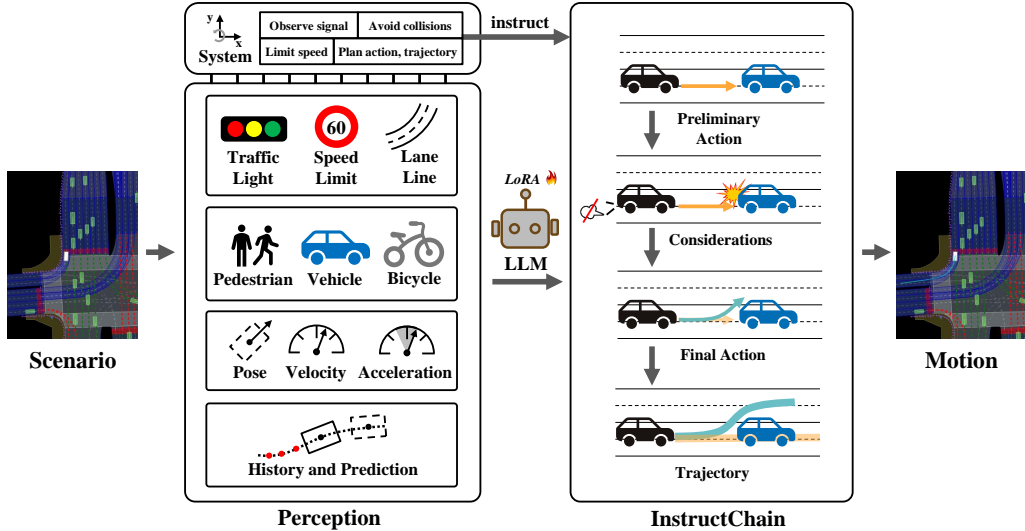 y
x
System
Observe signal
Avoid collisions
Limit speed
Plan action, trajectory
instruct
60
Traffic
Light
Speed
Limit
Lane
Line
Pedestrian
Vehicle
Bicycle
Pose
Velocity
Acceleration
History and Prediction
Scenario
Perception
LoRA
LLM
Preliminary
Action
Considerations
Final Action
Trajectory
InstructChain
Motion